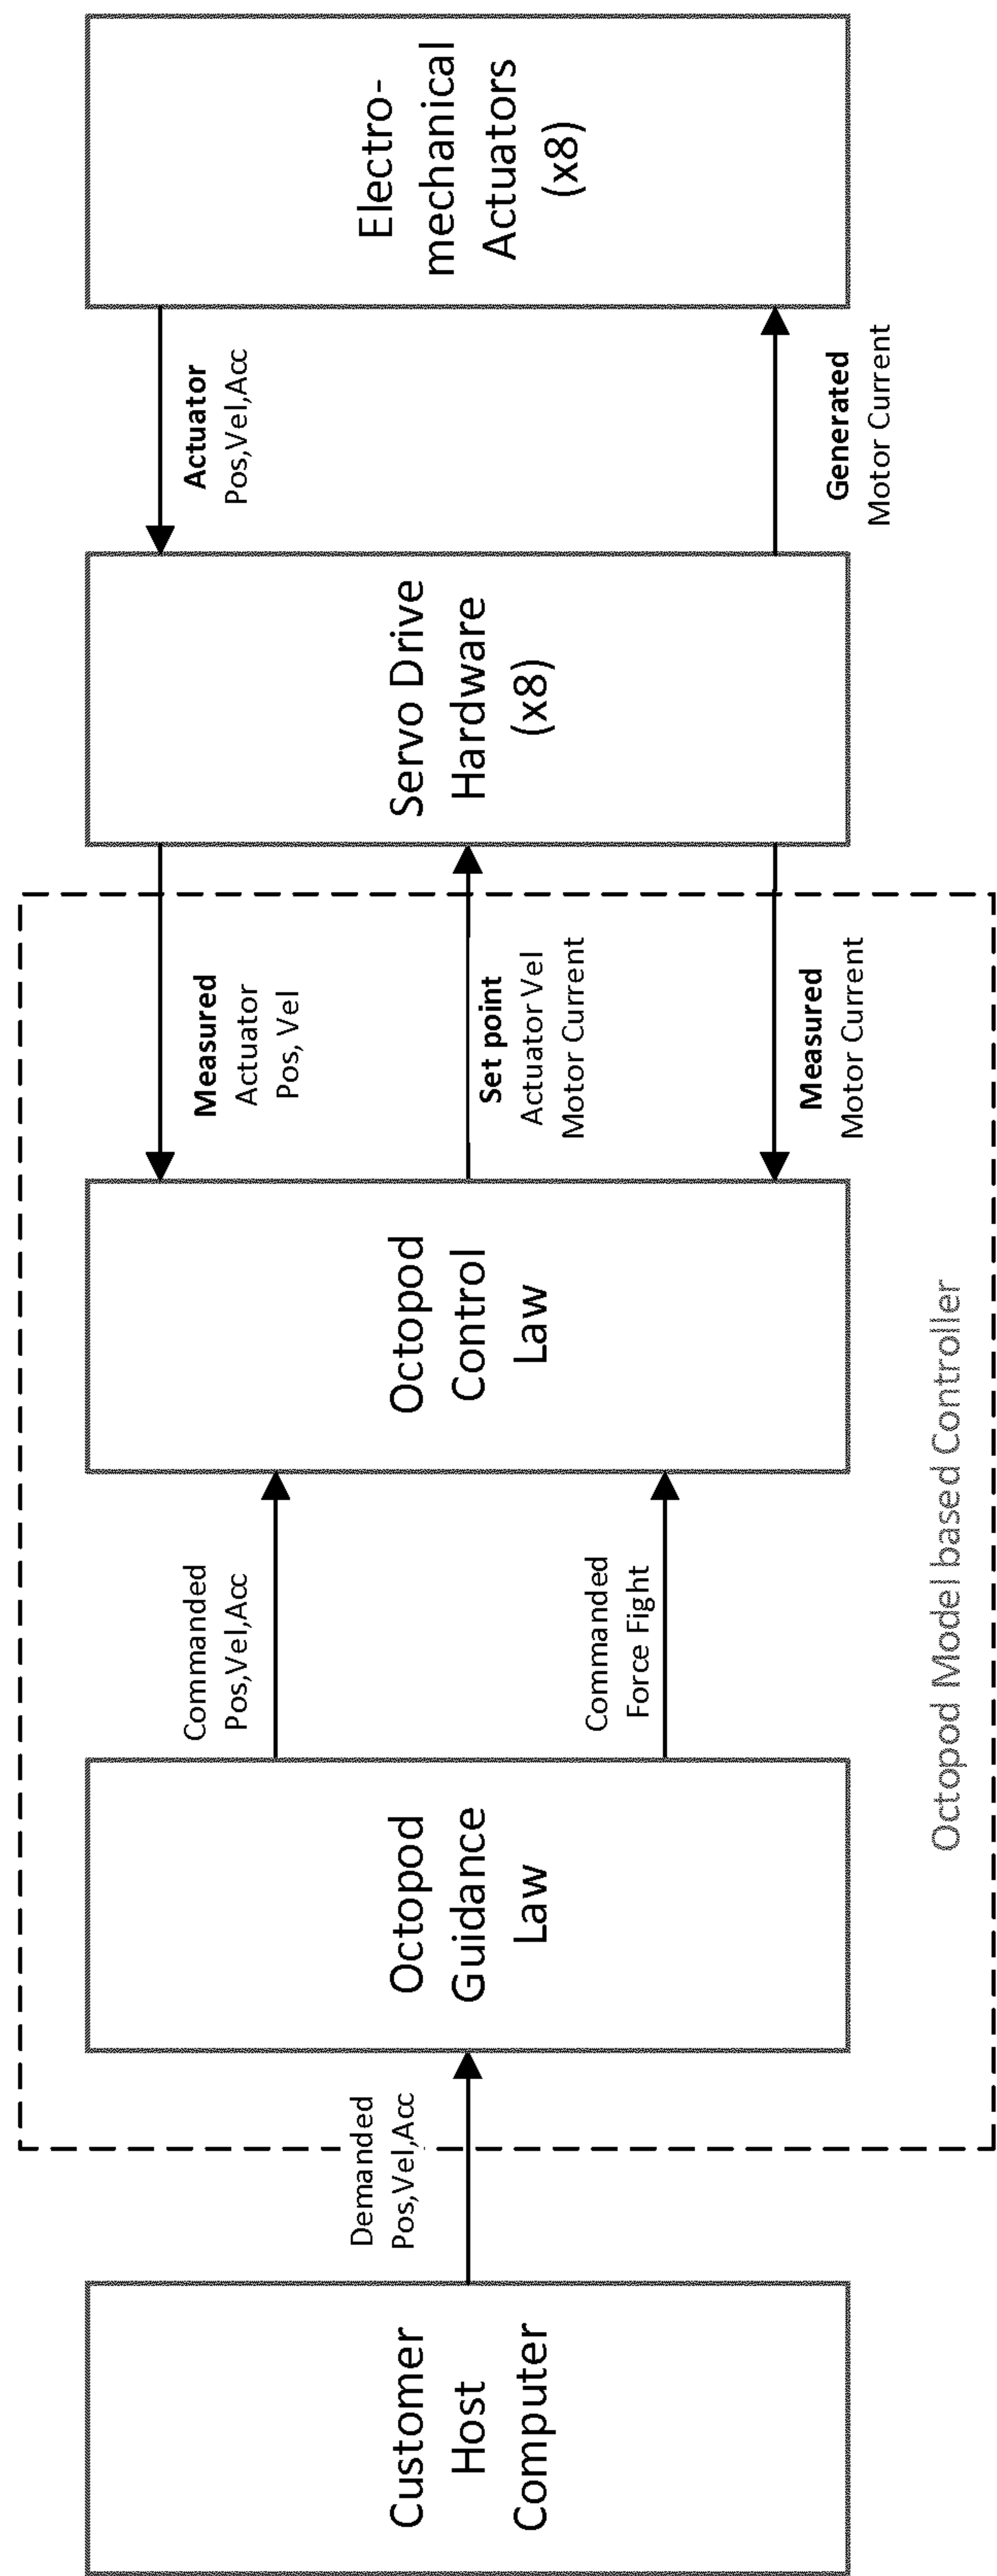 Customer
Host
Computer
Demanded
Pos,Vel,Acc
Octopod
Guidance
Law
Commanded
Pos,Vel,Acc
Commanded
Force Fight
Octopod
Control
Law
Measured
Actuator
Pos, Vel
Set point
Actuator Vel
Motor Current
Measured
Motor Current
Servo Drive
Hardware
(x8)
Actuator
Pos,Vel,Acc
Generated
Motor Current
Electro-
mechanical
Actuators
(x8)
Octopod Model based Controller